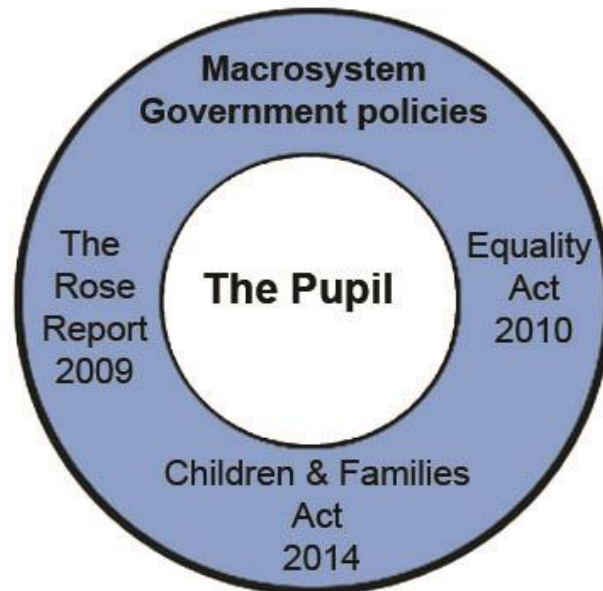 Macrosystem
Government policies
The
Rose
Report
2009
The Pupil
Equality
Act
2010
Children & Families
Act
2014